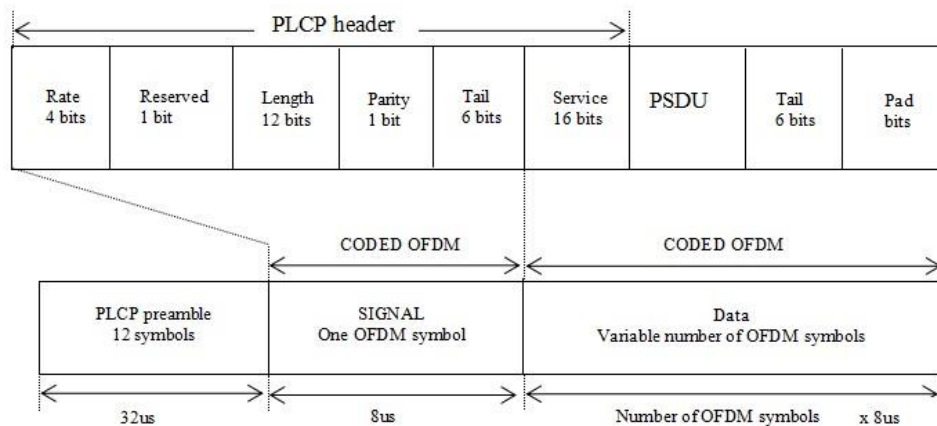 PLCP header
Rate
4 bits
Reserved
1 bit
Length
12 bits
Parity
1 bit
Tail
6 bits
Service
16 bits
PSDU
Tail
6 bits
Pad
bits
CODED OFDM
CODED OFDM
PLCP preamble
12 symbols
SIGNAL
One OFDM symbol
Data
Variable number of OFDM symbols
32us
8us
Number of OFDM symbols x 8us